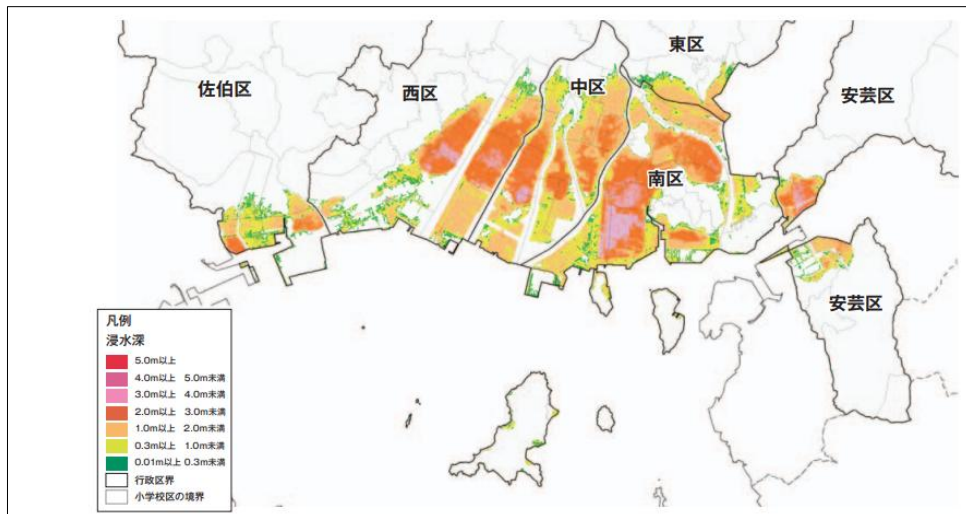 東区
佐伯区
西区
中区
安芸区
南区
安芸区
凡例
浸水深
5.0m以上
4.0m以上 5.0m未満
3.0m以上 4.0m未満
2.0m以上 3.0m未満
1.0m以上 2.0m未満
0.3m以上 1.0m未満
0.01m以上 0.3m未満
行政区界
小学校区の境界